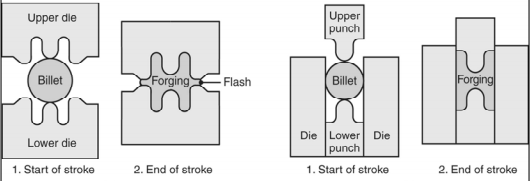 Upper die
Billet
Lower die
1. Start of stroke
Forging
Flash
2. End of stroke
Upper
punch
Billet
Die
Lower
punch
Die
1. Start of stroke
Forging
2. End of stroke